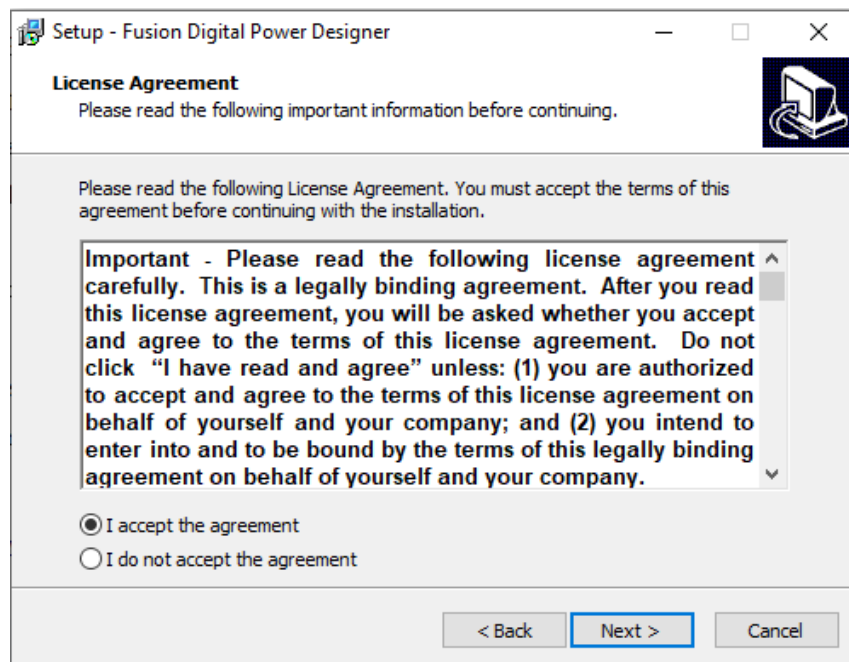 Setup - Fusion Digital Power Designer
License Agreement
Please read the following important information before continuing.
Please read the following License Agreement. You must accept the terms of this
agreement before continuing with the installation.
Important - Please read the following license agreement
carefully.  This is a legally binding agreement.  After you read
this license agreement, you will be asked whether you accept
and agree to the terms of this license agreement.  Do not
click  “I have read and agree” unless: (1) you are authorized
to accept and agree to the terms of this license agreement on
behalf of yourself and your company; and (2) you intend to
enter into and to be bound by the terms of this legally binding
agreement on behalf of yourself and your company.
I accept the agreement
I do not accept the agreement
< Back
Next >
Cancel